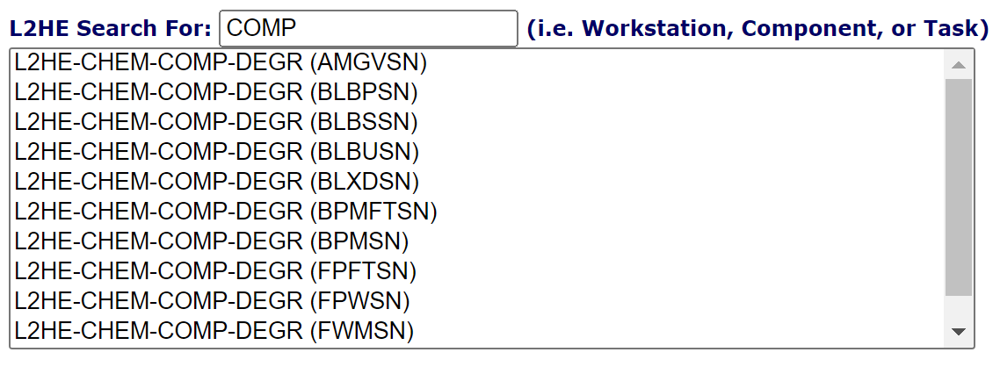 L2HE Search For: COMP (i.e. Workstation, Component, or Task)
L2HE-CHEM-COMP-DEGR (AMGVSN)
L2HE-CHEM-COMP-DEGR (BLBPSN)
L2HE-CHEM-COMP-DEGR (BLBSSN)
L2HE-CHEM-COMP-DEGR (BLBUSN)
L2HE-CHEM-COMP-DEGR (BLXDSN)
L2HE-CHEM-COMP-DEGR (BPMFTSN)
L2HE-CHEM-COMP-DEGR (BPMSN)
L2HE-CHEM-COMP-DEGR (FPFTSN)
L2HE-CHEM-COMP-DEGR (FPWSN)
L2HE-CHEM-COMP-DEGR (FWMSN)